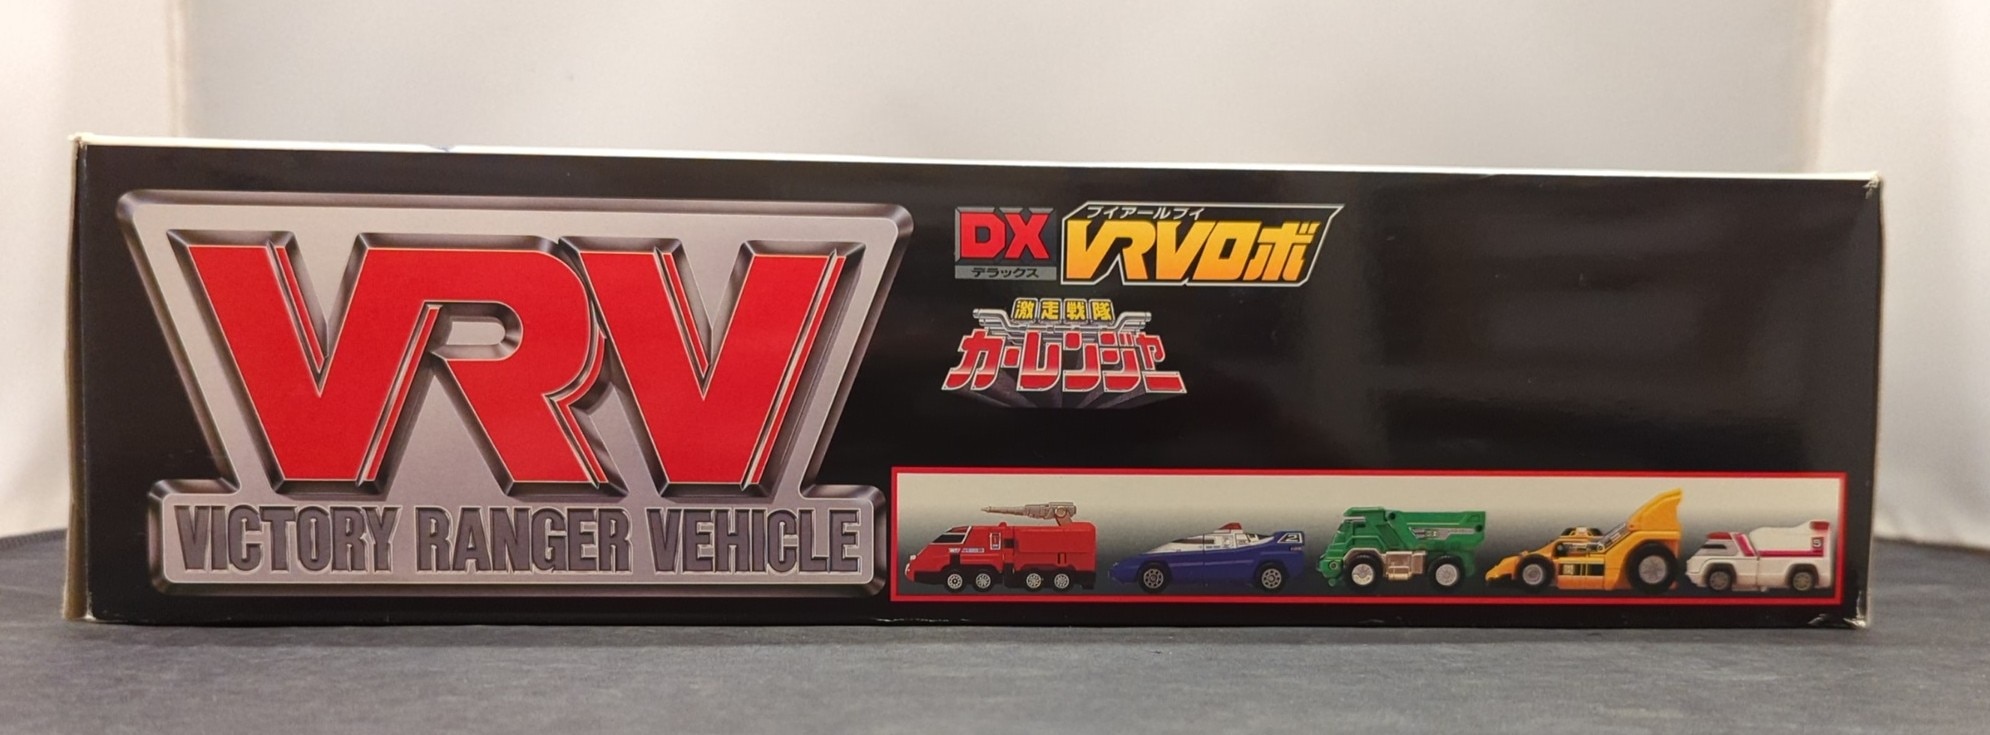 VRV
VICTORY RANGER VEHICLE
DX
デラックス
ブイアールブイ
VRVロボ
激走戦隊
カーレンジャー